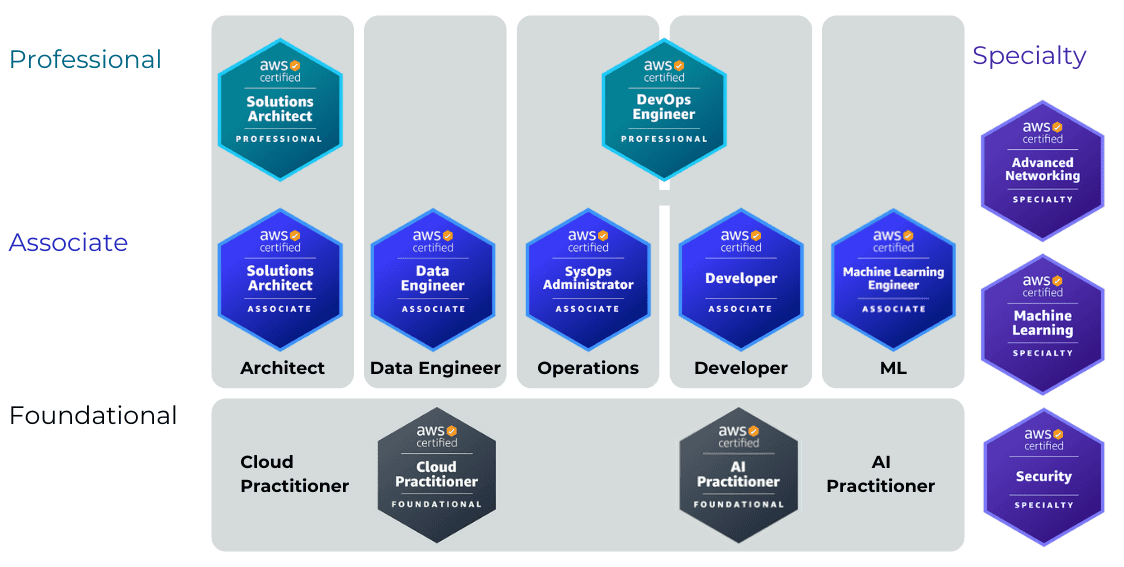 Professional
aws
certified
Solutions
Architect
PROFESSIONAL
aws
certified
DevOps
Engineer
PROFESSIONAL
Specialty
aws
certified
Advanced
Networking
SPECIALTY
Associate
aws
certified
Solutions
Architect
ASSOCIATE
aws
certified
Data
Engineer
ASSOCIATE
aws
certified
SysOps
Administrator
ASSOCIATE
aws
certified
Developer
ASSOCIATE
aws
certified
Machine Learning
Engineer
ASSOCIATE
aws
certified
Machine
Learning
SPECIALTY
Architect
Data Engineer
Operations
Developer
ML
Foundational
Cloud
Practitioner
aws
certified
Cloud
Practitioner
FOUNDATIONAL
aws
certified
AI
Practitioner
FOUNDATIONAL
AI
Practitioner
aws
certified
Security
SPECIALTY